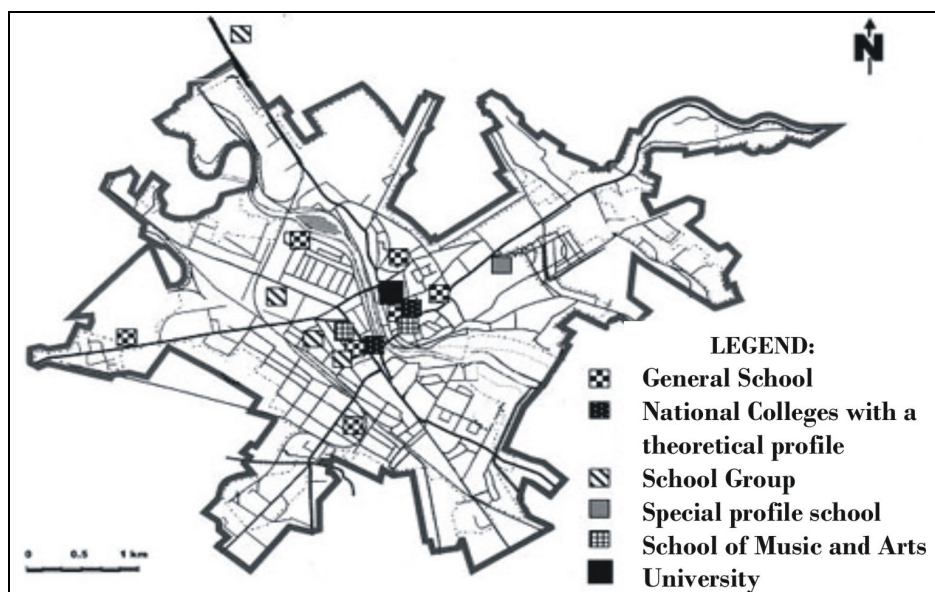 N
LEGEND:
General School
National Colleges with a
theoretical profile
School Group
Special profile school
School of Music and Arts
University
0 0.5 1 km